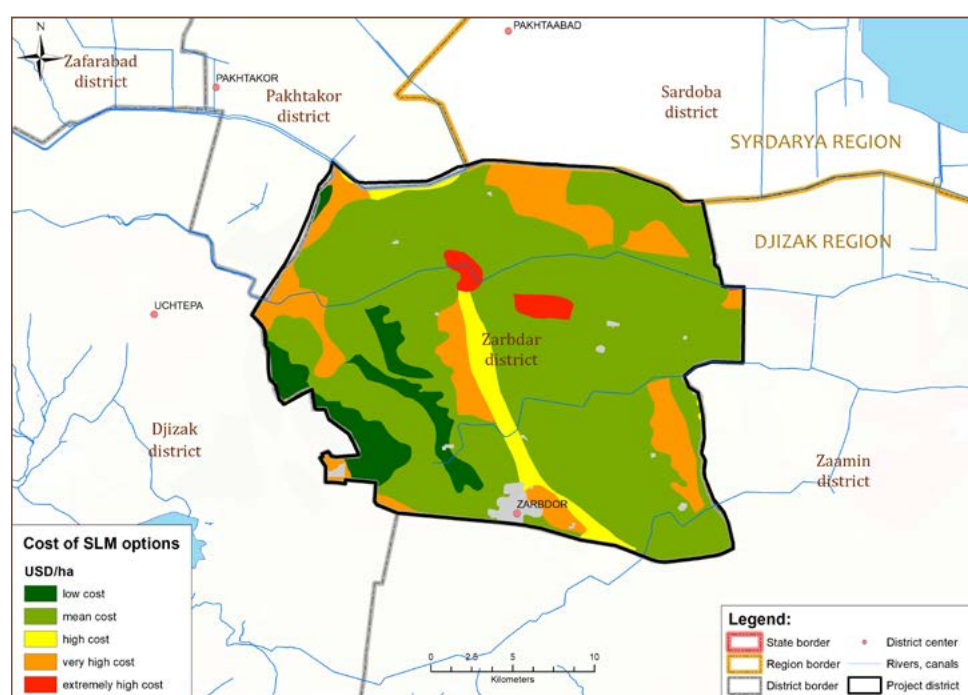 N
PAKHTAABAD
Zafarabad
district
PAKHTAKOR
Pakhtakor
district
Sardoba
district
SYRDARYA REGION
DJIZAK REGION
UCHTEPA
Zarbdar
district
Djizak
district
Zaamin
district
ZARBDOR
Cost of SLM options
USD/ha
low cost
mean cost
high cost
very high cost
extremely high cost
0 2.5 5 10
Kilometers
Legend:
State border
District center
Region border
Rivers, canals
District border
Project district